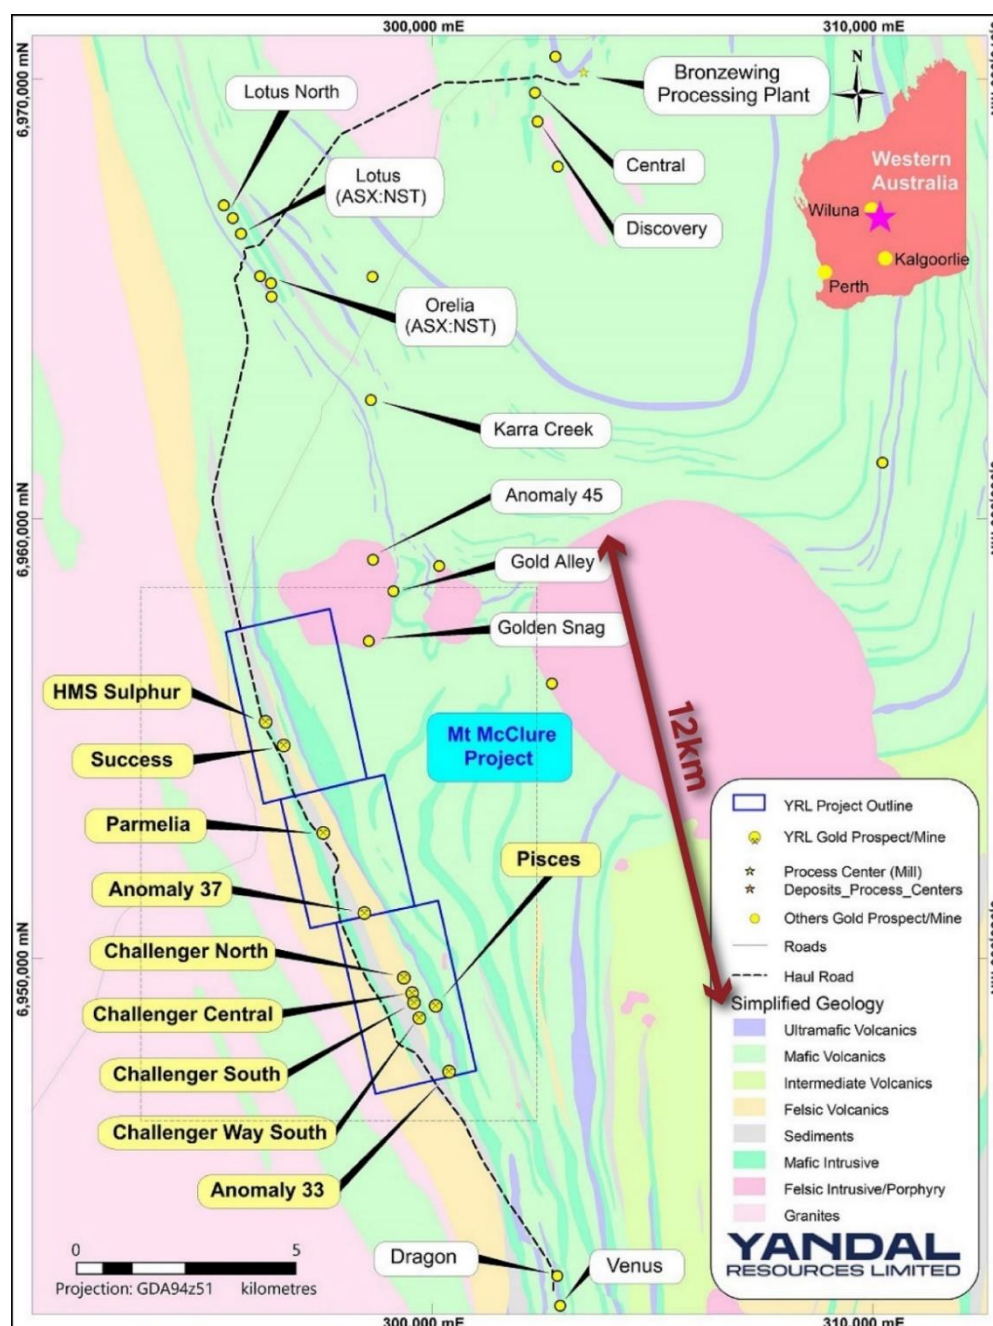 300,000 mE
310,000 mE
6,970,000 mN
N
Bronzewing
Processing Plant
Lotus North
Lotus
(ASX:NST)
Central
Discovery
Western
Australia
Wiluna
Kalgoorlie
Perth
Orelia
(ASX:NST)
Karra Creek
Anomaly 45
6,960,000 mN
Gold Alley
Golden Snag
HMS Sulphur
Success
Mt McClure
Project
12km
Parmelia
Pisces
Anomaly 37
Challenger North
6,950,000 mN
Challenger Central
Challenger South
Challenger Way South
Anomaly 33
YRL Project Outline
YRL Gold Prospect/Mine
Process Center (Mill)
Deposits_Process_Centers
Others Gold Prospect/Mine
Roads
Haul Road
Simplified Geology
Ultramafic Volcanics
Mafic Volcanics
Intermediate Volcanics
Felsic Volcanics
Sediments
Mafic Intrusive
Felsic Intrusive/Porphyry
Granites
YANDAL
RESOURCES LIMITED
Dragon
Venus
0 5
Projection: GDA94z51 kilometres
300,000 mE
310,000 mE